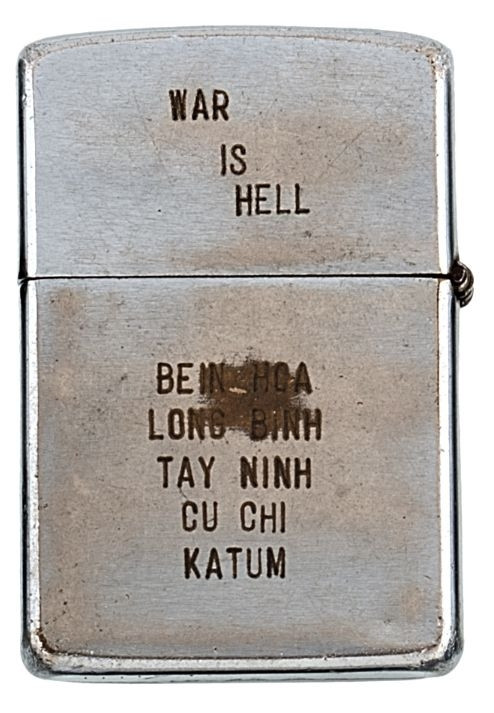 WAR
IS
HELL
BEIN HOA
LONG BINH
TAY NINH
CU CHI
KATUM